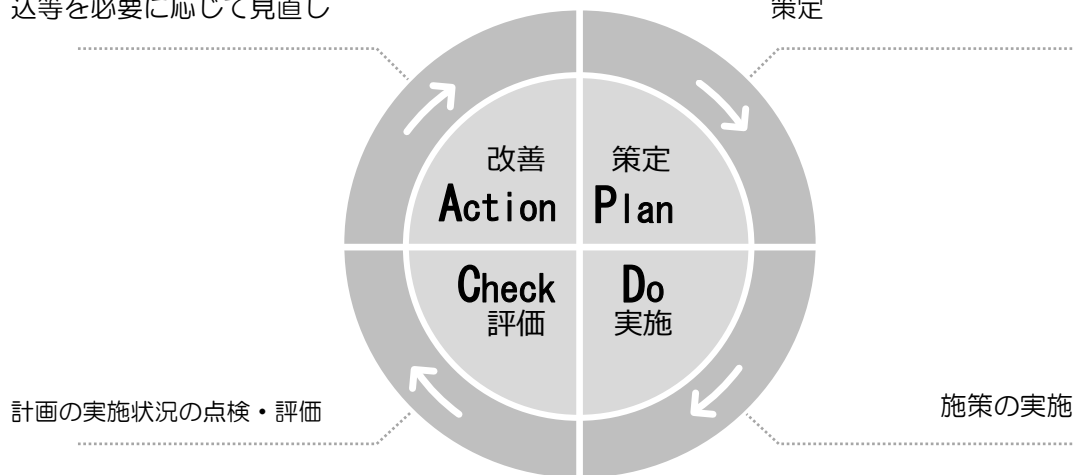 込等を必要に応じて見直し
策定
改善
Action
策定
Plan
Check
評価
Do
実施
計画の実施状況の点検・評価
施策の実施